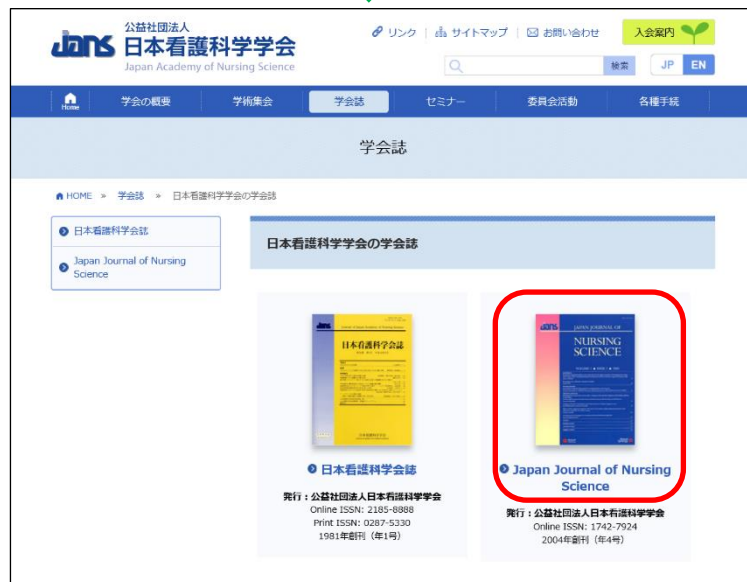 jans 公益社団法人
日本看護科学学会
Japan Academy of Nursing Science
リンク
サイトマップ
お問い合わせ
入会案内
検索
JP EN
Home
学会の概要
学術集会
学会誌
セミナー
委員会活動
各種手続
学会誌
HOME » 学会誌 » 日本看護科学学会の学会誌
日本看護科学会誌
Japan Journal of Nursing
Science
日本看護科学学会の学会誌
jans
日本看護科学会誌
jans JAPAN JOURNAL OF
NURSING
SCIENCE
日本看護科学会誌
発行：公益社団法人日本看護科学学会
Online ISSN: 2185-8888
Print ISSN: 0287-5330
1981年創刊（年1号）
Japan Journal of Nursing
Science
発行：公益社団法人日本看護科学学会
Online ISSN: 1742-7924
2004年創刊（年4号）